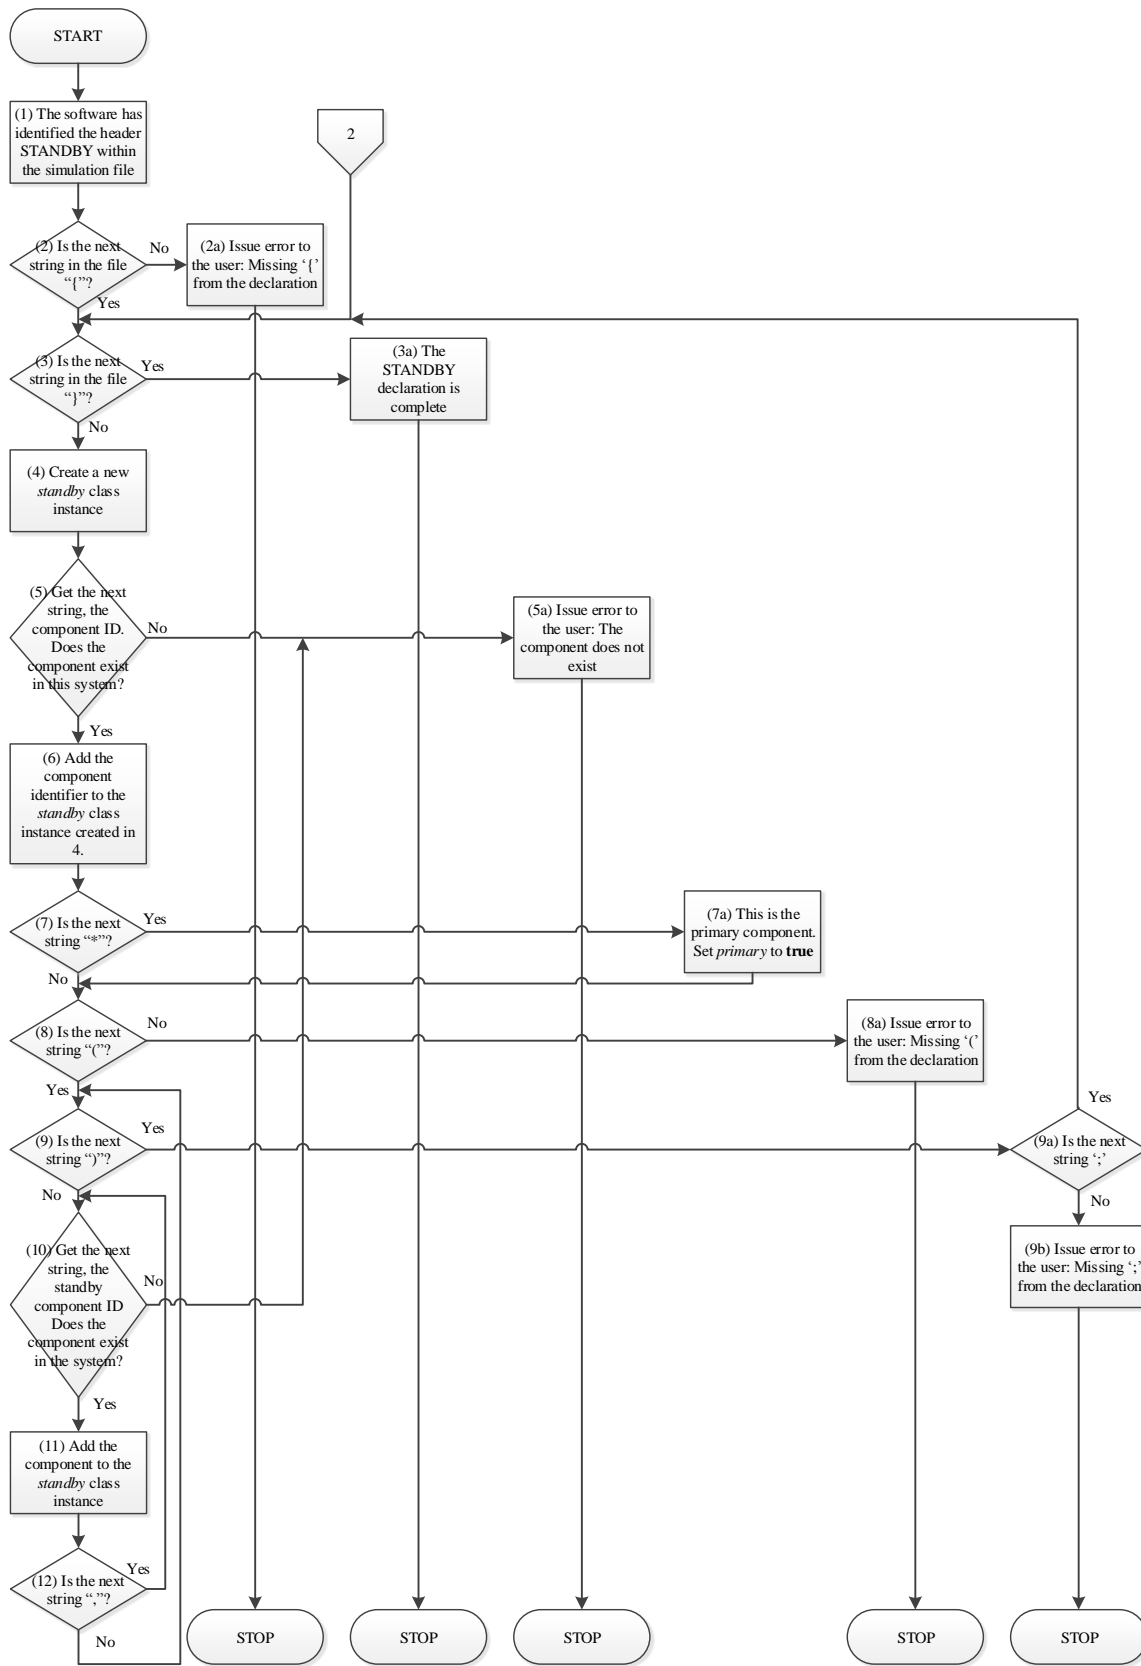 START
(1) The software has
identified the header
STANDBY within
the simulation file
2
(2) Is the next
string in the file
“{”?
No
Yes
(2a) Issue error to
the user: Missing ‘{’
from the declaration
(3) Is the next
string in the file
“}”?
Yes
No
(3a) The
STANDBY
declaration is
complete
(4) Create a new
standby class
instance
(5) Get the next
string, the
component ID.
Does the
component exist
in this system?
No
Yes
(5a) Issue error to
the user: The
component does not
exist
(6) Add the
component
identifier to the
standby class
instance created in
4.
(7) Is the next
string “*”?
Yes
No
(7a) This is the
primary component.
Set primary to true
(8) Is the next
string “(”?
No
Yes
(8a) Issue error to
the user: Missing ‘(’
from the declaration
(9) Is the next
string “)”?
Yes
No
(9a) Is the next
string ‘;’
Yes
No
(9b) Issue error to
the user: Missing ‘;’
from the declaration
(10) Get the next
string, the
standby
component ID
Does the
component exist
in the system?
No
Yes
(11) Add the
component to the
standby class
instance
(12) Is the next
string “,”?
Yes
No
STOP
STOP
STOP
STOP
STOP